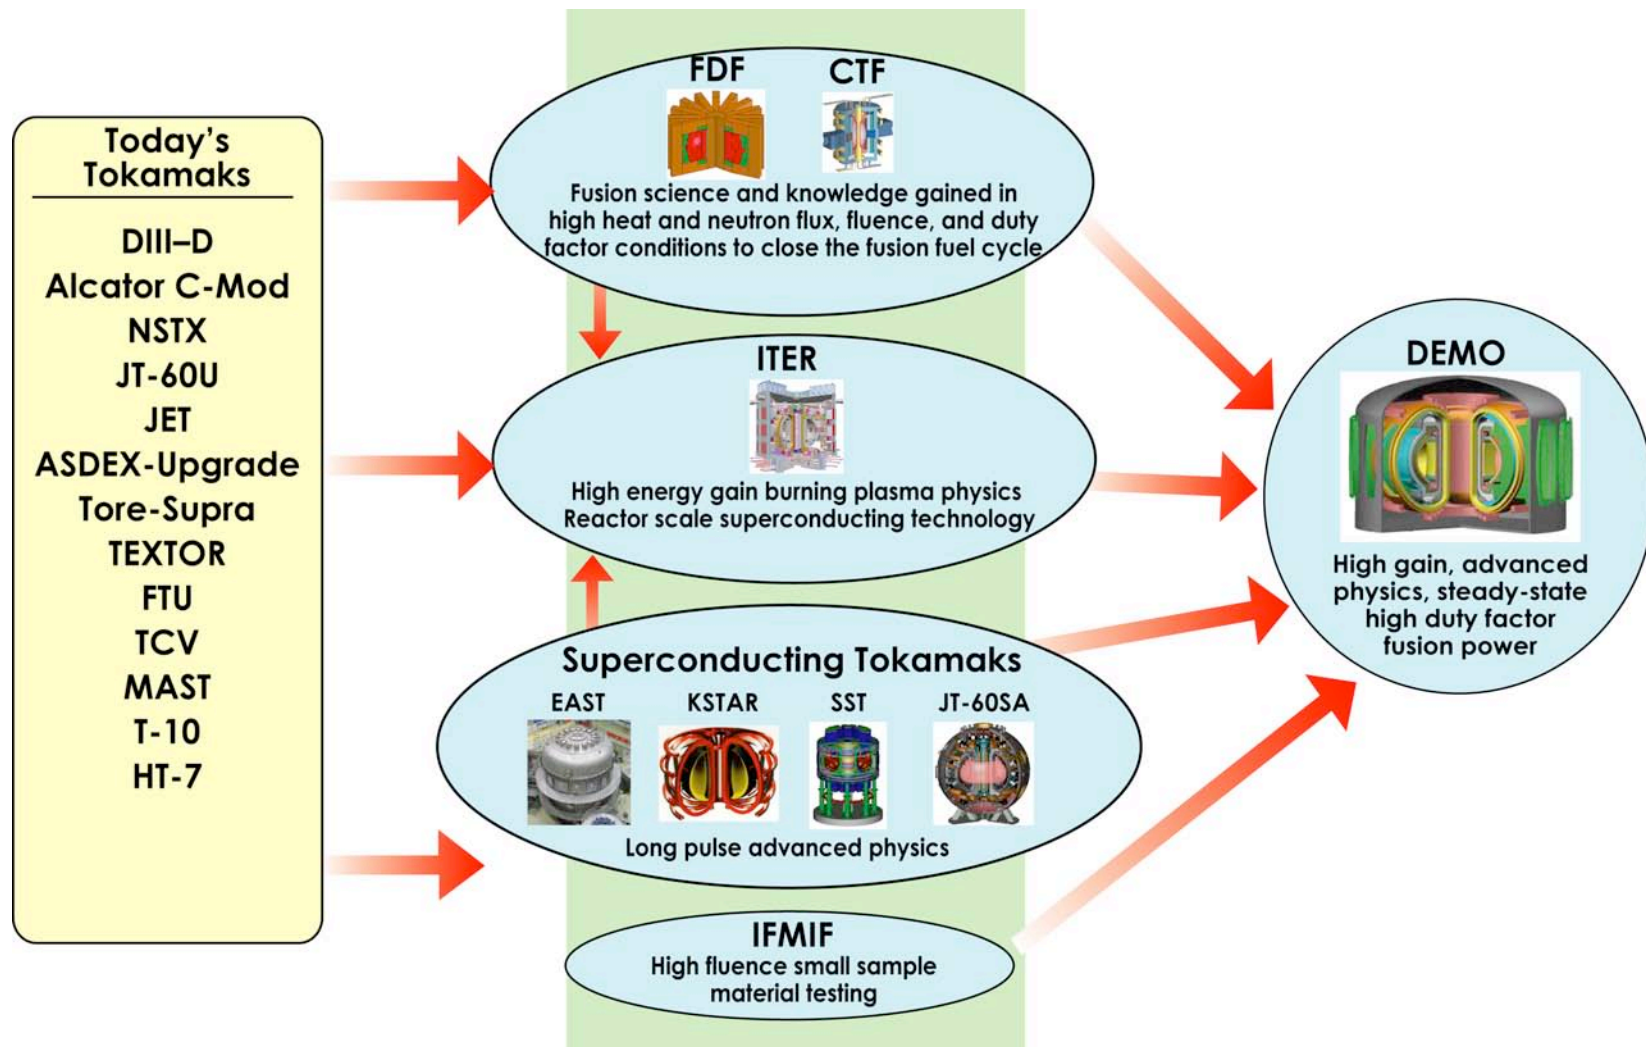 Today's
Tokamaks
DIII–D
Alcator C-Mod
NSTX
JT-60U
JET
ASDEX-Upgrade
Tore-Supra
TEXTOR
FTU
TCV
MAST
T-10
HT-7
FDF CTF
Fusion science and knowledge gained in
high heat and neutron flux, fluence, and duty
factor conditions to close the fusion fuel cycle
ITER
High energy gain burning plasma physics
Reactor scale superconducting technology
Superconducting Tokamaks
EAST KSTAR SST JT-60SA
Long pulse advanced physics
IFMIF
High fluence small sample
material testing
DEMO
High gain, advanced
physics, steady-state
high duty factor
fusion power